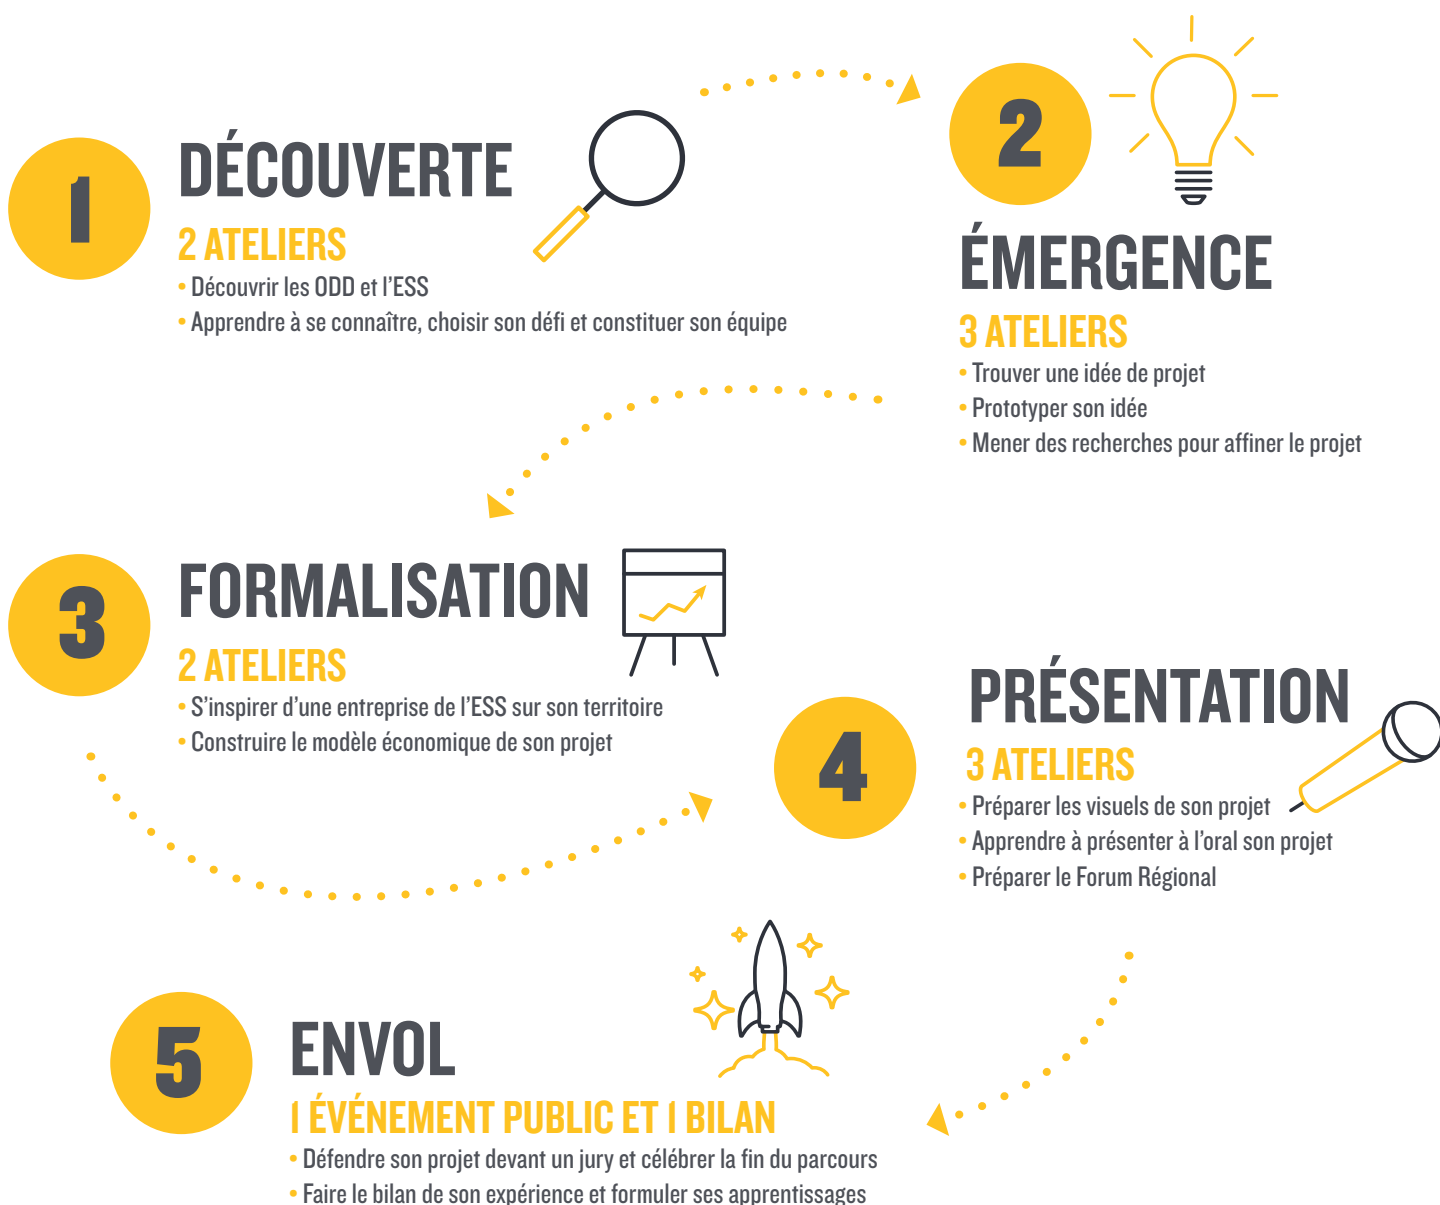 1
DÉCOUVERTE
2 ATELIERS
• Découvrir les ODD et l’ESS
• Apprendre à se connaître, choisir son défi et constituer son équipe
2
ÉMERGENCE
3 ATELIERS
• Trouver une idée de projet
• Prototyper son idée
• Mener des recherches pour affiner le projet
3
FORMALISATION
2 ATELIERS
• S’inspirer d’une entreprise de l’ESS sur son territoire
• Construire le modèle économique de son projet
4
PRÉSENTATION
3 ATELIERS
• Préparer les visuels de son projet
• Apprendre à présenter à l’oral son projet
• Préparer le Forum Régional
5
ENVOL
1 ÉVÉNEMENT PUBLIC ET 1 BILAN
• Défendre son projet devant un jury et célébrer la fin du parcours
• Faire le bilan de son expérience et formuler ses apprentissages